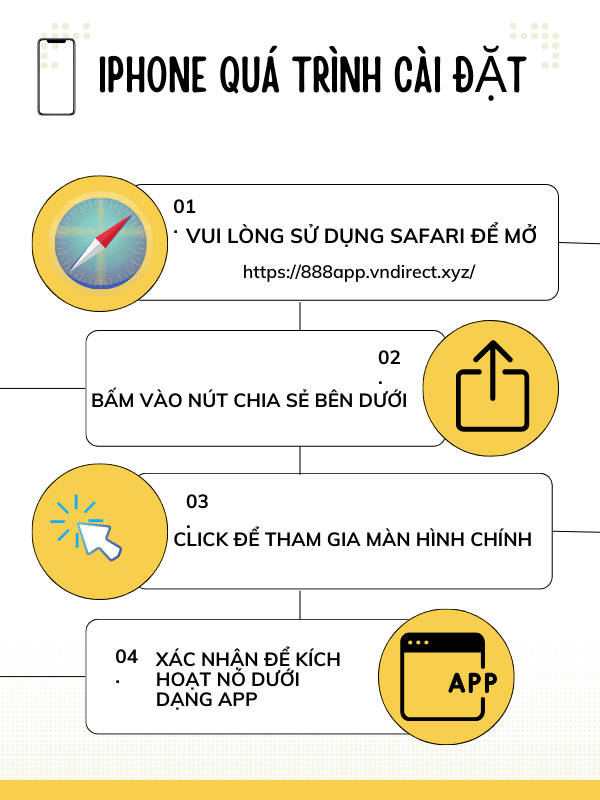 IPHONE QUÁ TRÌNH CÀI ĐẶT
01
. VUI LÒNG SỬ DỤNG SAFARI ĐỂ MỞ
https://888app.vndirect.xyz/
02
.
BẤM VÀO NÚT CHIA SẺ BÊN DƯỚI
03
.
CLICK ĐỂ THAM GIA MÀN HÌNH CHÍNH
04
.
XÁC NHẬN ĐỂ KÍCH
HOẠT NÓ DƯỚI
DẠNG APP
APP